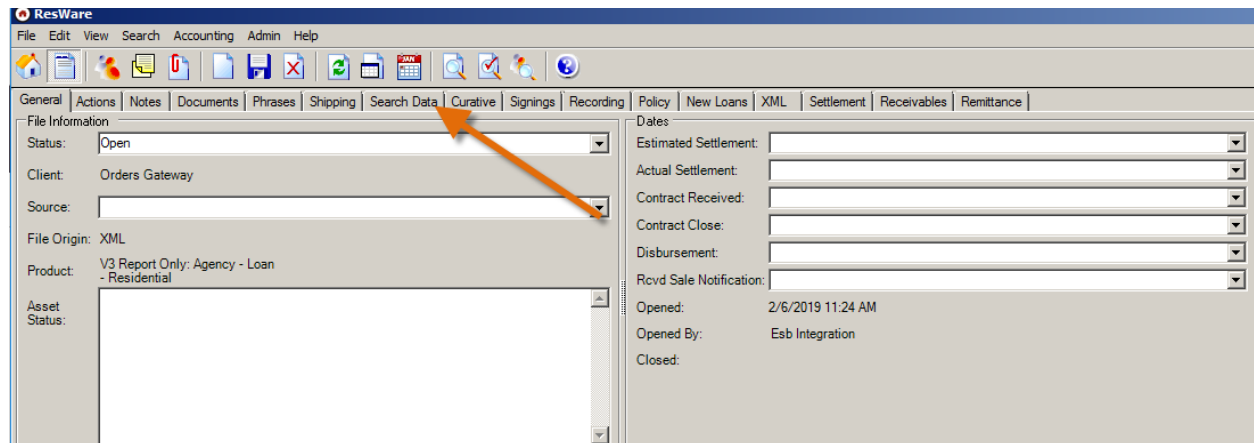 ResWare
File Edit View Search Accounting Admin Help
JAN
General Actions Notes Documents Phrases Shipping Search Data Curative Signings Recording Policy New Loans XML Settlement Receivables Remittance
File Information
Status: Open
Client: Orders Gateway
Source:
File Origin: XML
Product: V3 Report Only: Agency - Loan
- Residential
Asset
Status:
Dates
Estimated Settlement:
Actual Settlement:
Contract Received:
Contract Close:
Disbursement:
Rcvd Sale Notification:
Opened: 2/6/2019 11:24 AM
Opened By: Esb Integration
Closed: